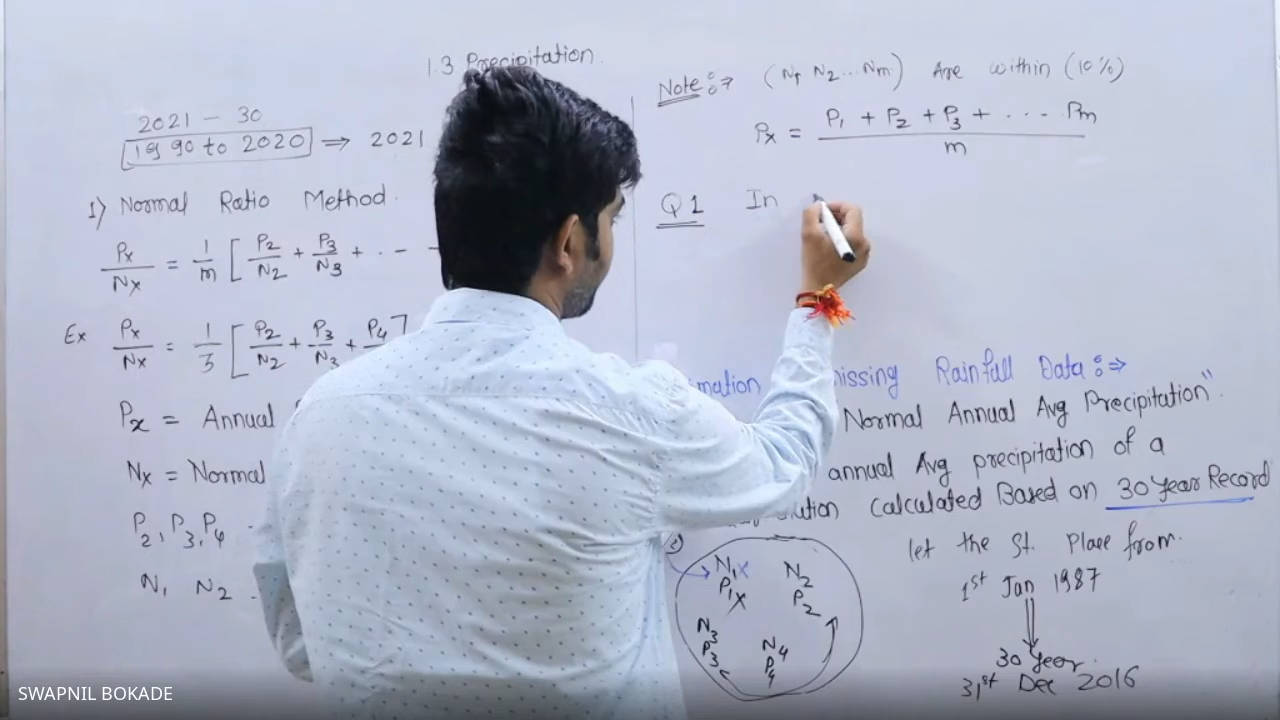 1.3 Precipitation
2021 - 30
1990 to 2020 ⇒ 2021
1) Normal Ratio Method.
Px/Nx = 1/m [ P2/N2 + P3/N3 + . - -
Ex Px/Nx = 1/3 [ P2/N2 + P3/N3 + P4
Px = Annual
Nx = Normal
P2, P3, P4
N1 N2
Note :→ (N1 N2 ... Nm) Are within (10%)
Px = P1 + P2 + P3 + ... Pm / m
Q1 In
Missing Rainfall Data :⇒
Normal Annual Avg Precipitation"
annual Avg precipitation of a
Calculated Based on 30 year Record
let the St. Place from.
1st Jan 1987
30 Year.
31st Dec 2016
N1 x N2
P1 x P2
N3 N4
P3 P4
SWAPNIL BOKADE